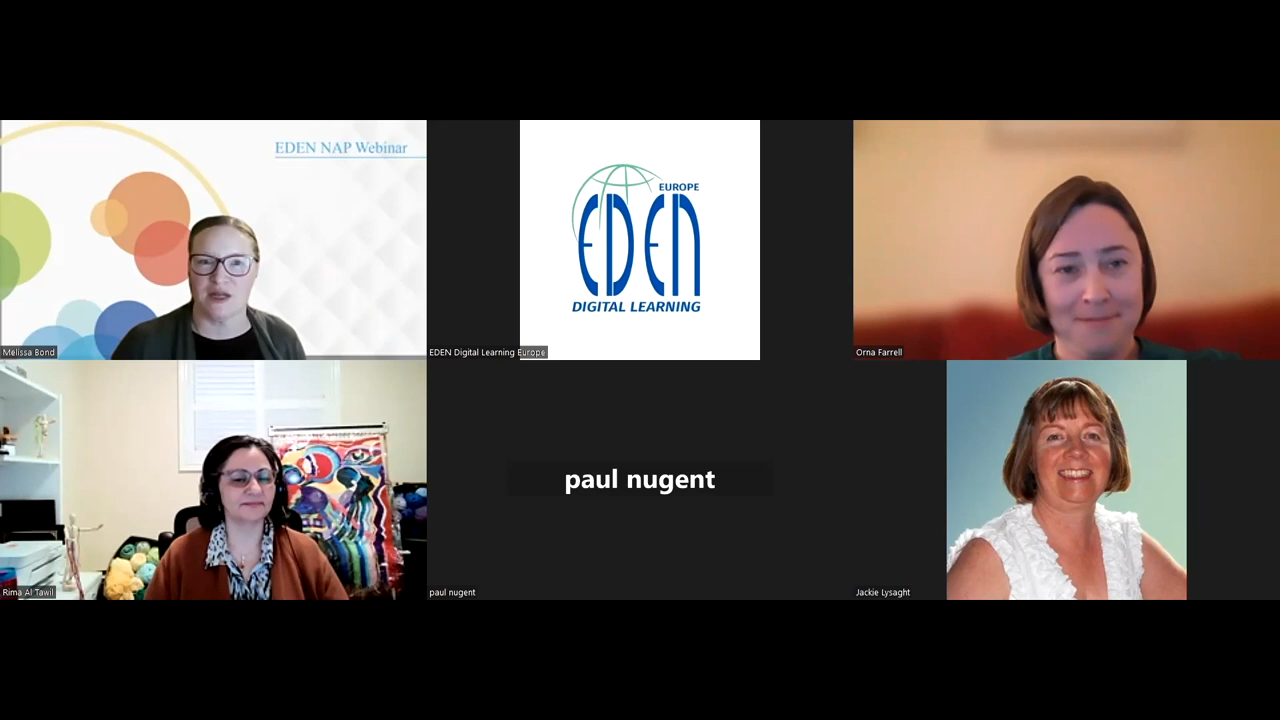 EDEN NAP Webinar
Melissa Bond
EUROPE
EDEN
DIGITAL LEARNING
EDEN Digital Learning Europe
Orna Farrell
Rima Al Tawil
paul nugent
paul nugent
Jackie Lysaght